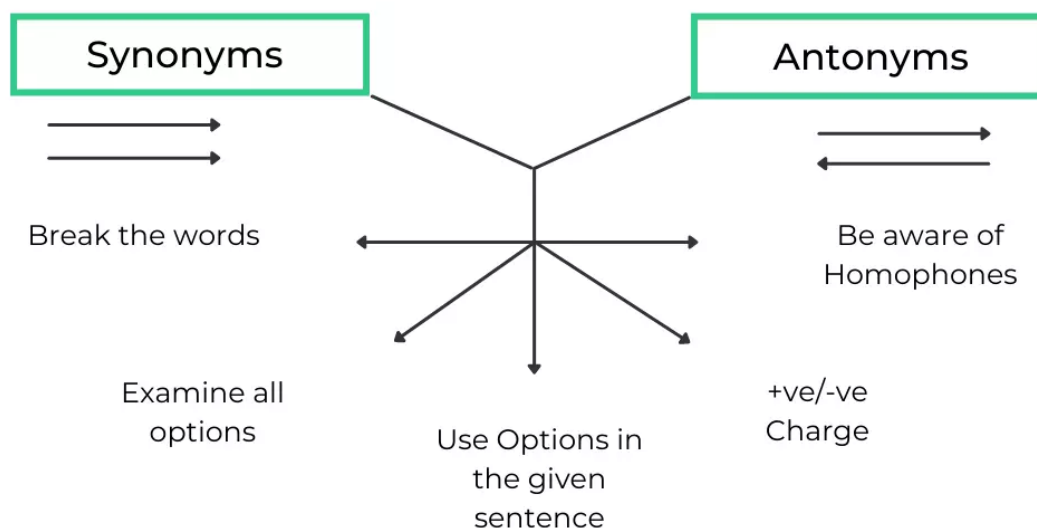 Synonyms
Antonyms
Break the words
Be aware of
Homophones
Examine all
options
Use Options in
the given
sentence
+ve/-ve
Charge